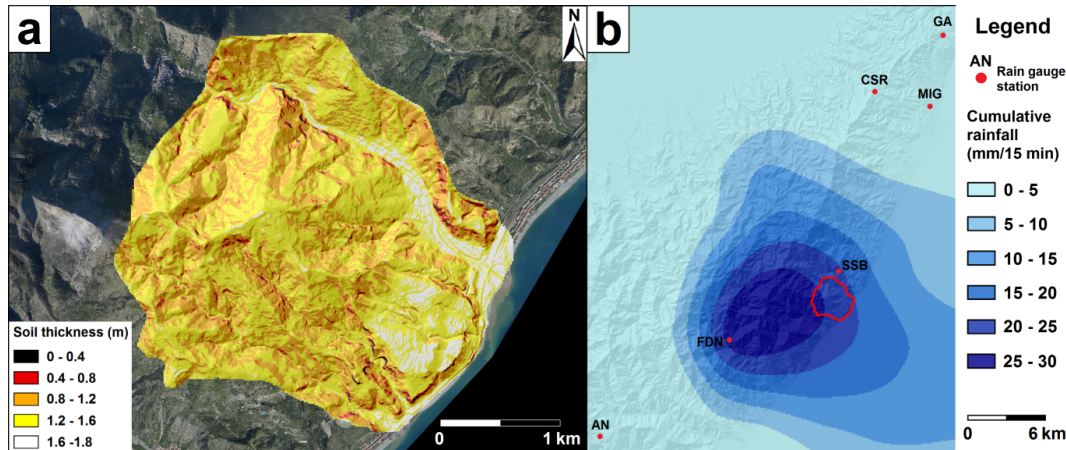 a
Soil thickness (m)
0 - 0.4
0.4 - 0.8
0.8 - 1.2
1.2 - 1.6
1.6 -1.8
N
0 1 km
b
GA
CSR
MIG
SSB
FDN
AN
Legend
AN
Rain gauge
station
Cumulative
rainfall
(mm/15 min)
0 - 5
5 - 10
10 - 15
15 - 20
20 - 25
25 - 30
0 6 km